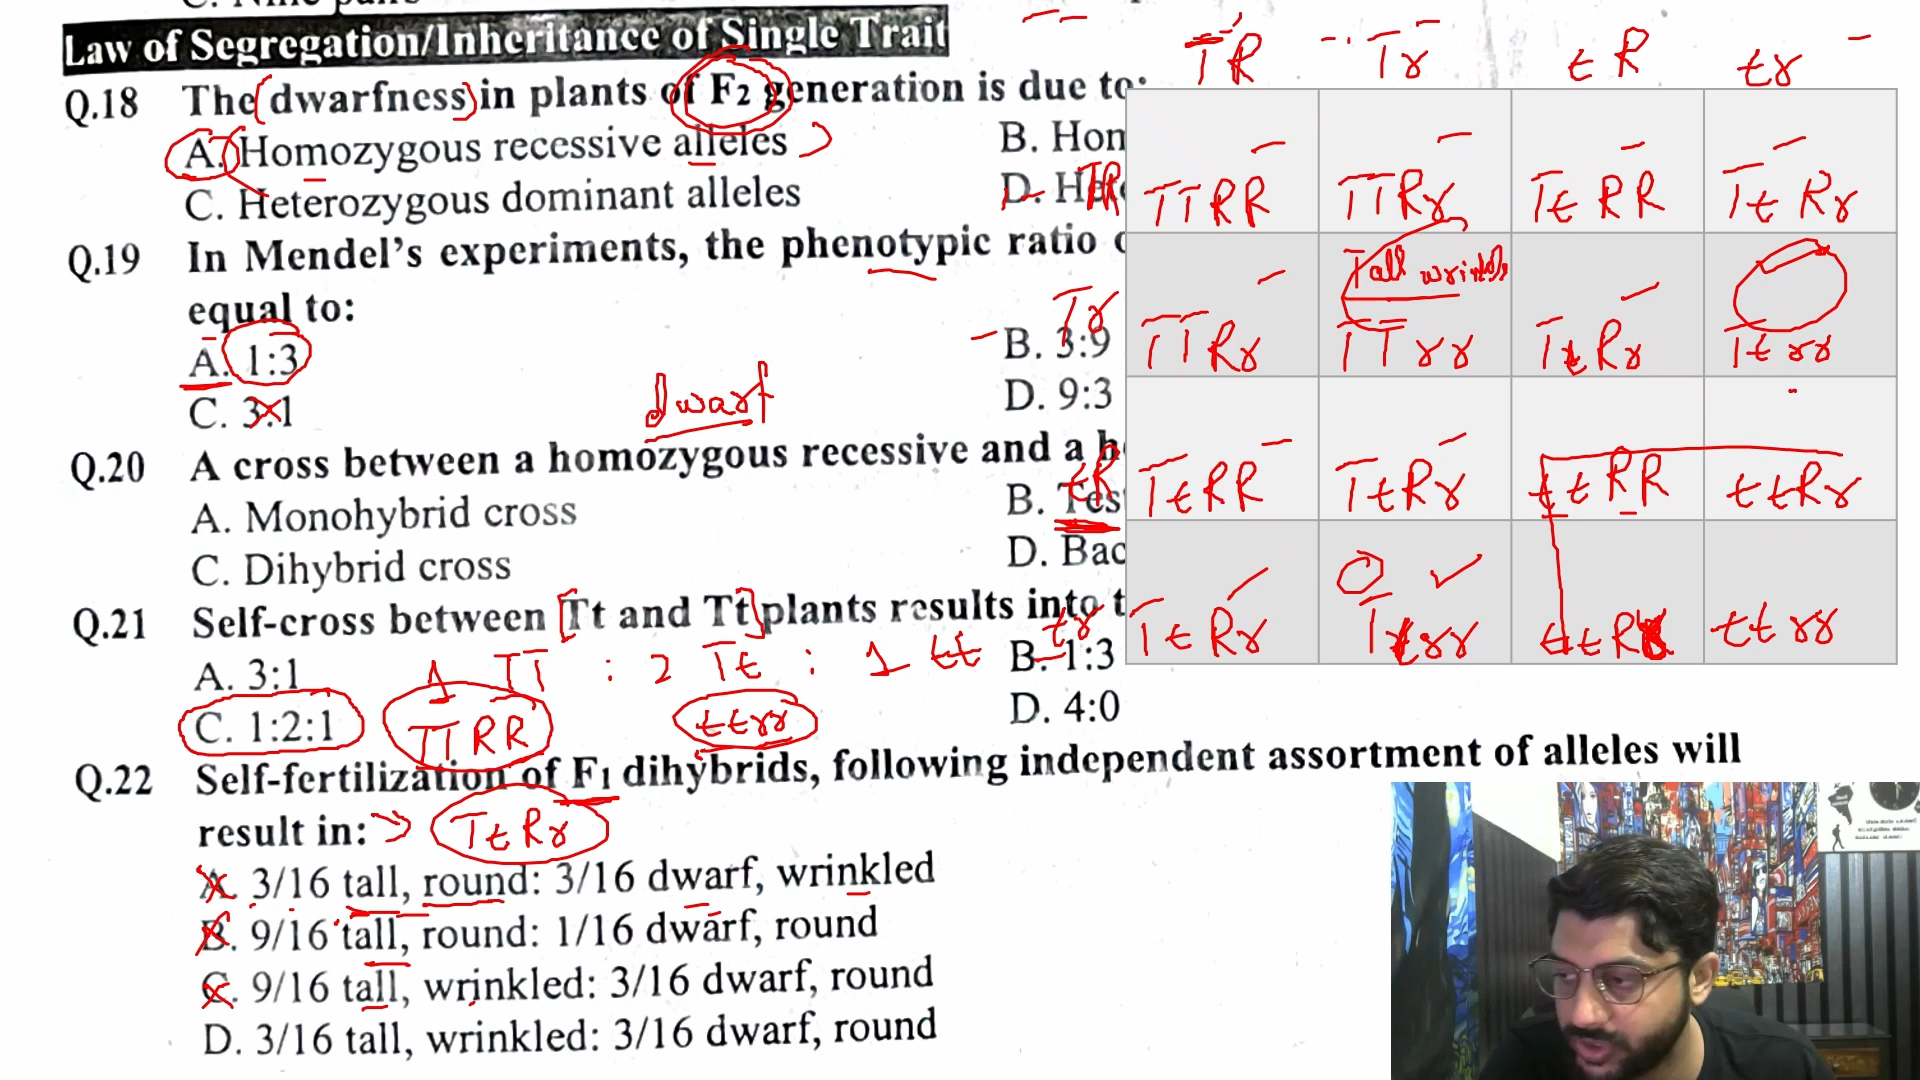 Law of Segregation/Inheritance of Single Trait
Q.18 The dwarfness in plants of F2 generation is due to:
A. Homozygous recessive alleles B. Hon
C. Heterozygous dominant alleles D. He
Q.19 In Mendel's experiments, the phenotypic ratio
equal to:
A. 1:3 B. 3:9
C. 3:1 D. 9:3
dwarf
Q.20 A cross between a homozygous recessive and a h
A. Monohybrid cross B. Tes
C. Dihybrid cross D. Bac
Q.21 Self-cross between Tt and Tt plants results into t
A. 3:1 B. 1:3
1 TT : 2 Tt : 1 tt
C. 1:2:1 D. 4:0
TTRR ttrr
Q.22 Self-fertilization of F1 dihybrids, following independent assortment of alleles will
result in: TtRr
A. 3/16 tall, round: 3/16 dwarf, wrinkled
B. 9/16 tall, round: 1/16 dwarf, round
C. 9/16 tall, wrinkled: 3/16 dwarf, round
D. 3/16 tall, wrinkled: 3/16 dwarf, round
TR Tr tR tr
TR TTRR TTRr TtRR TtRr
Tall wrinkle
Tr TTRr TTrr TtRr Ttrr
tR TtRR TtRr ttRR ttRr
tr TtRr Ttrr ttRr ttrr